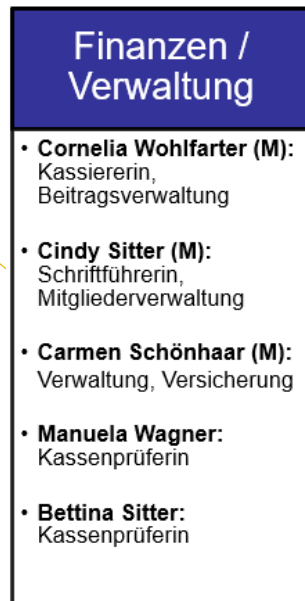 Finanzen /
Verwaltung
• Cornelia Wohlfarter (M):
Kassiererin,
Beitragsverwaltung
• Cindy Sitter (M):
Schriftführerin,
Mitgliederverwaltung
• Carmen Schönhaar (M):
Verwaltung, Versicherung
• Manuela Wagner:
Kassenprüferin
• Bettina Sitter:
Kassenprüferin